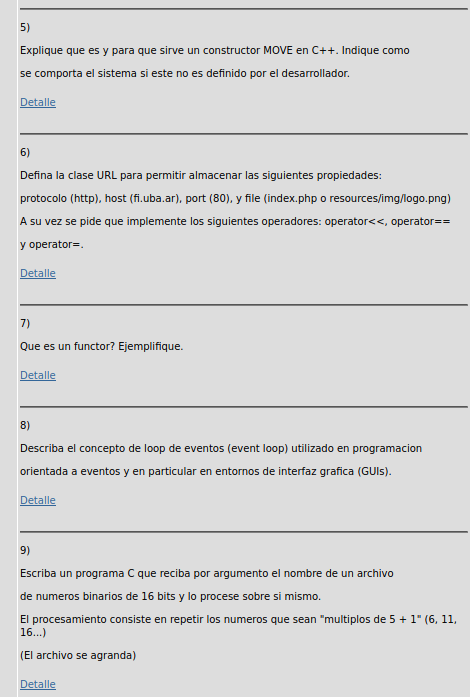 5)
Explique que es y para que sirve un constructor MOVE en C++. Indique como
se comporta el sistema si este no es definido por el desarrollador.
Detalle
6)
Defina la clase URL para permitir almacenar las siguientes propiedades:
protocolo (http), host (fi.uba.ar), port (80), y file (index.php o resources/img/logo.png)
A su vez se pide que implemente los siguientes operadores: operator<<, operator==
y operator=.
Detalle
7)
Que es un functor? Ejemplifique.
Detalle
8)
Describa el concepto de loop de eventos (event loop) utilizado en programacion
orientada a eventos y en particular en entornos de interfaz grafica (GUIs).
Detalle
9)
Escriba un programa C que reciba por argumento el nombre de un archivo
de numeros binarios de 16 bits y lo procese sobre si mismo.
El procesamiento consiste en repetir los numeros que sean "multiplos de 5 + 1" (6, 11,
16...)
(El archivo se agranda)
Detalle